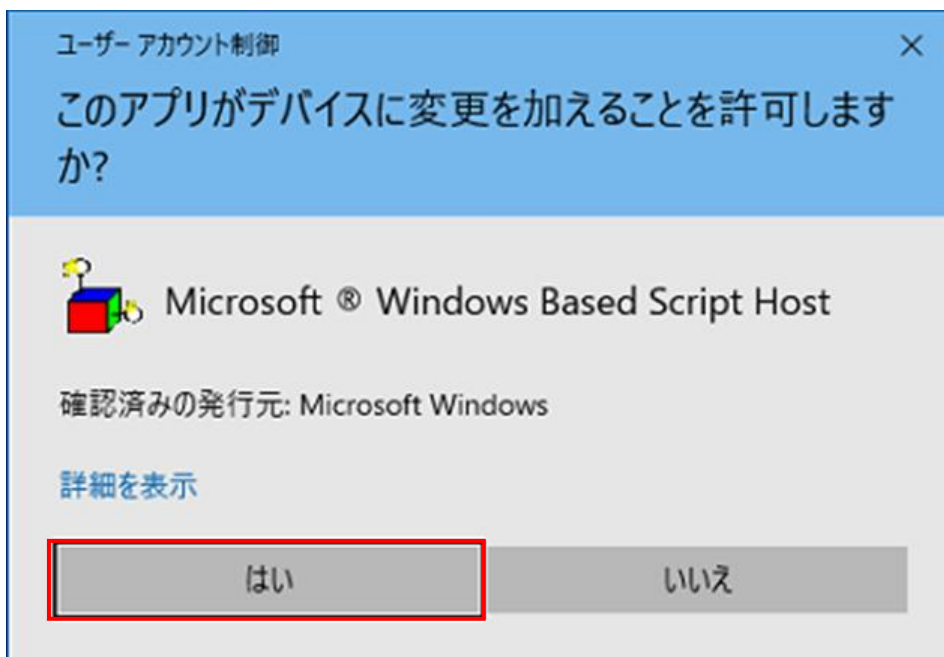 ユーザー アカウント制御
このアプリがデバイスに変更を加えることを許可します
か?
Microsoft ® Windows Based Script Host
確認済みの発行元: Microsoft Windows
詳細を表示
はい
いいえ